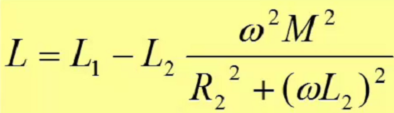 L = L₁ − L₂ ω²M² / (R₂² + (ωL₂)²)